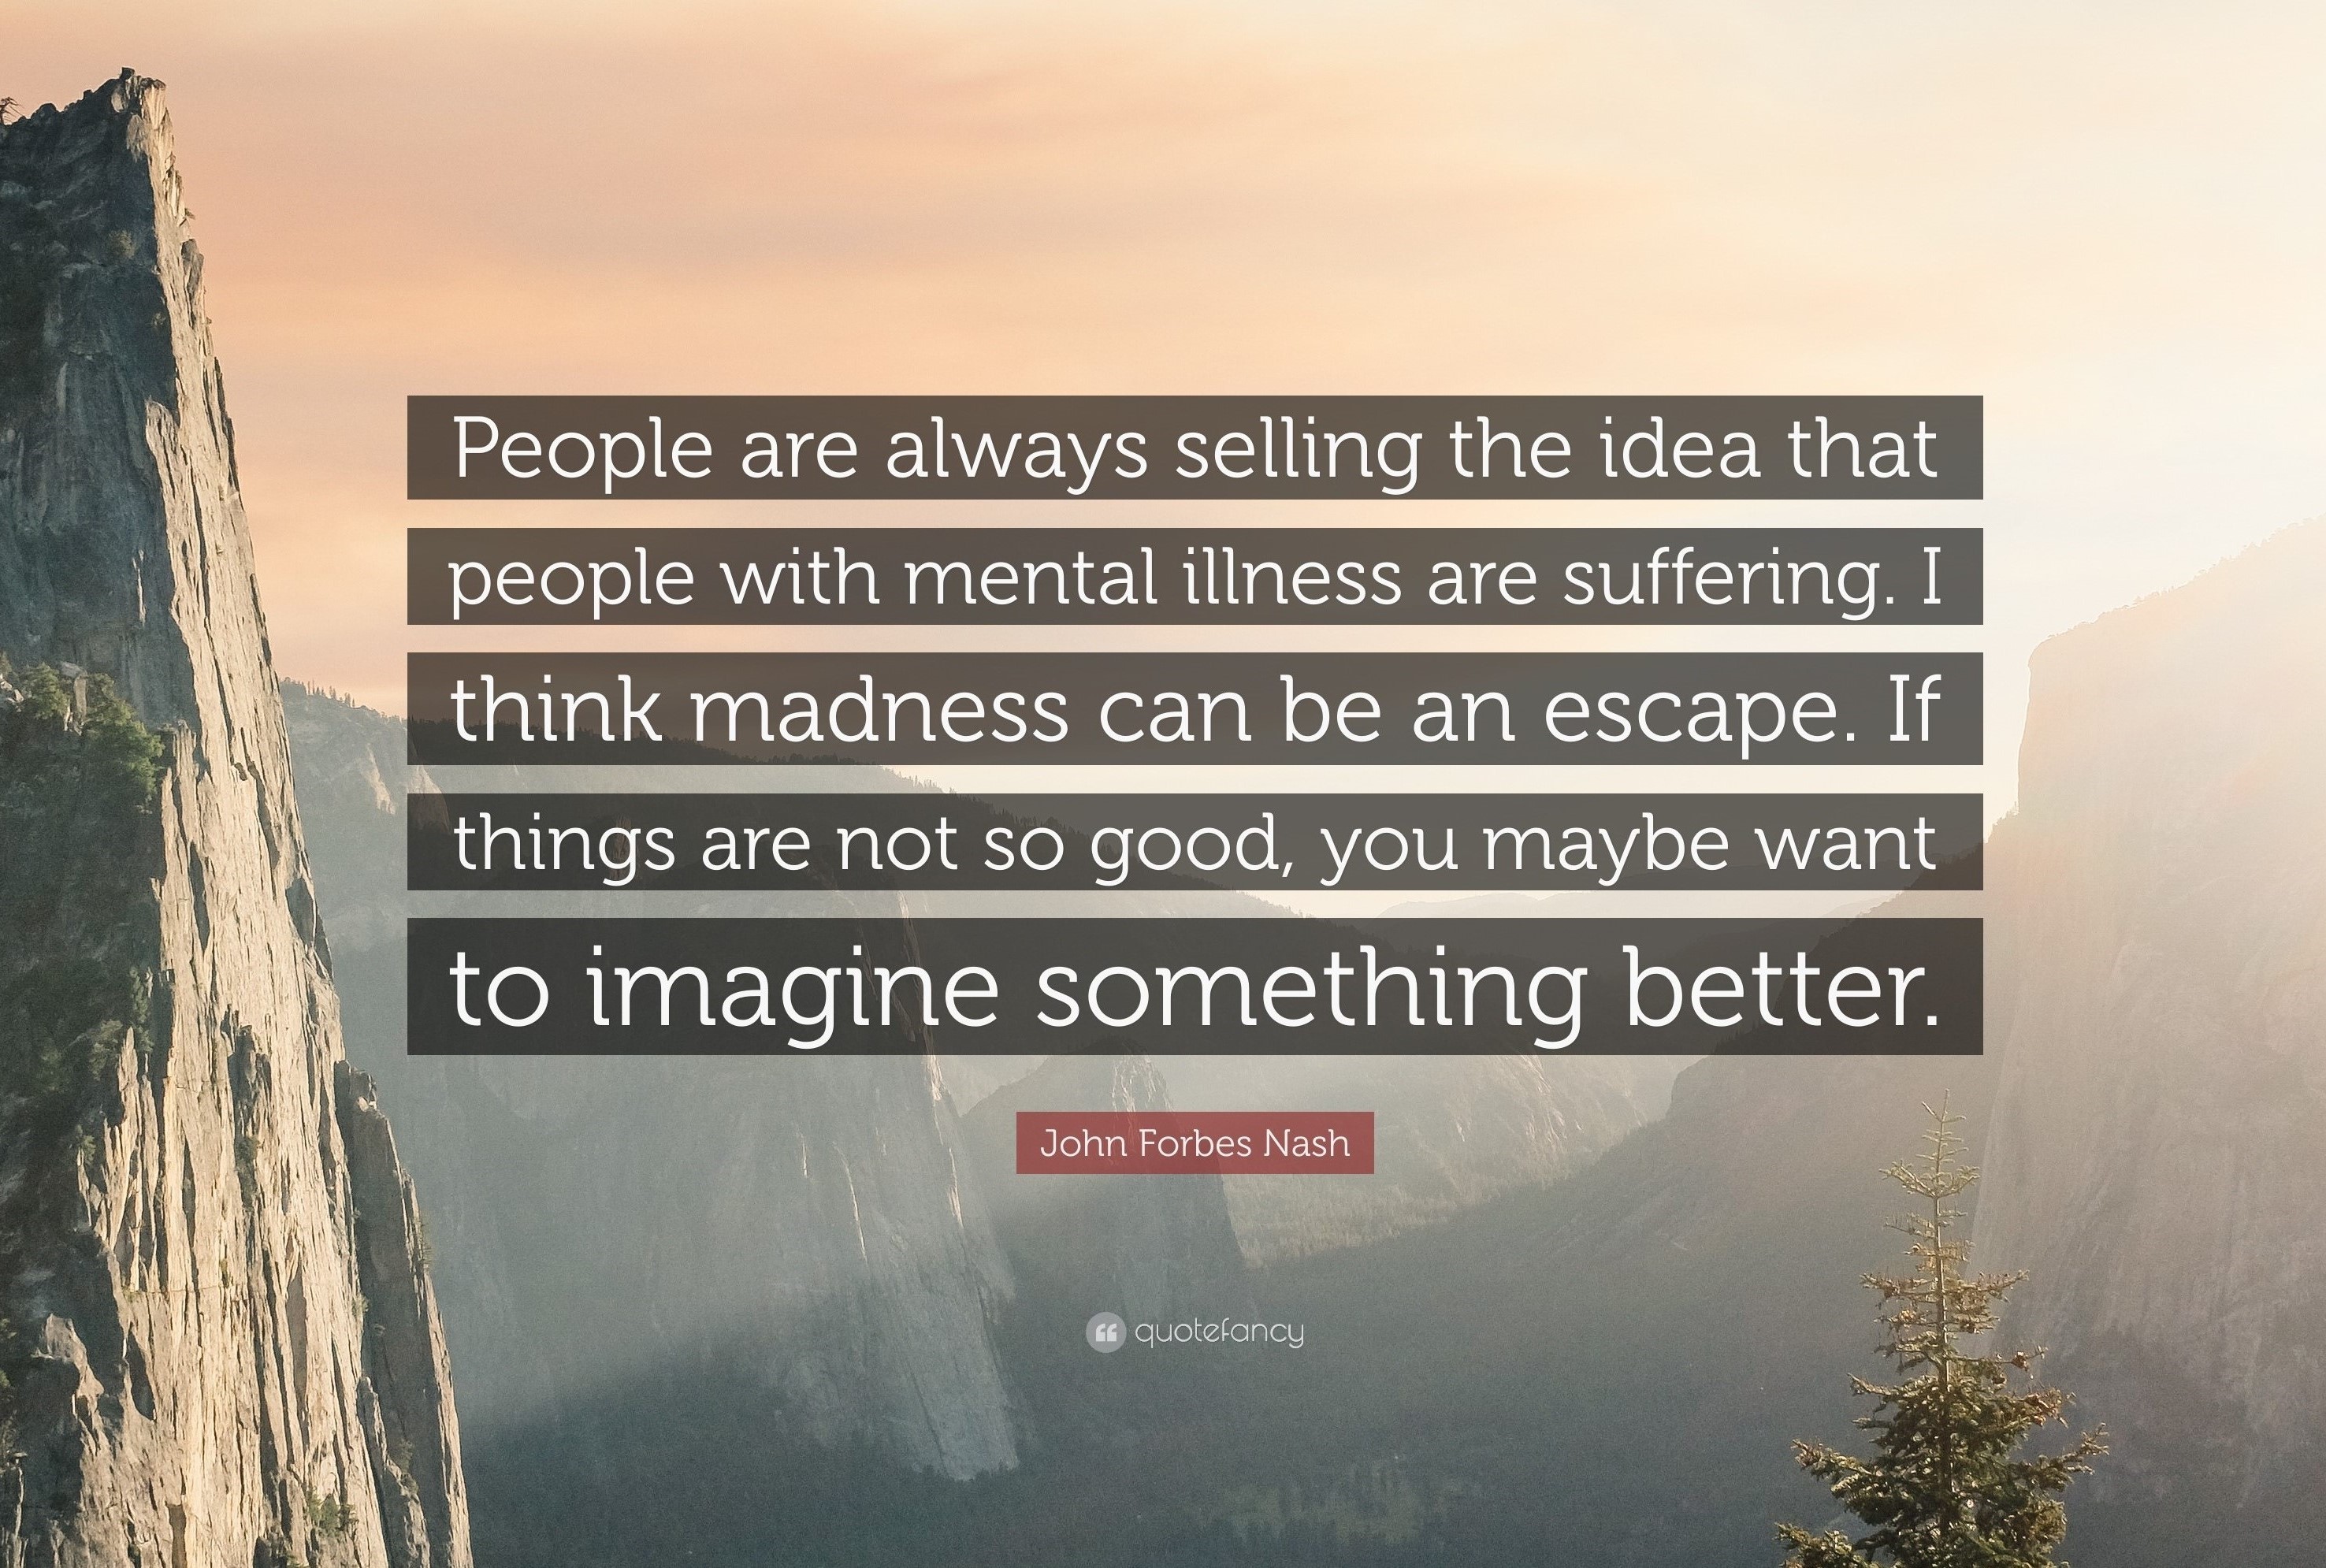 People are always selling the idea that
people with mental illness are suffering. I
think madness can be an escape. If
things are not so good, you maybe want
to imagine something better.
John Forbes Nash
quotefancy